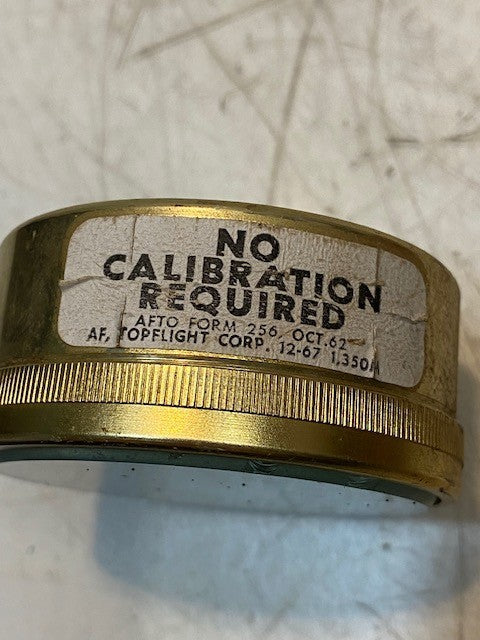 NO
CALIBRATION
REQUIRED
AFTO FORM 256, OCT.62
AF, TOPFLIGHT CORP. 12-67 1,350M